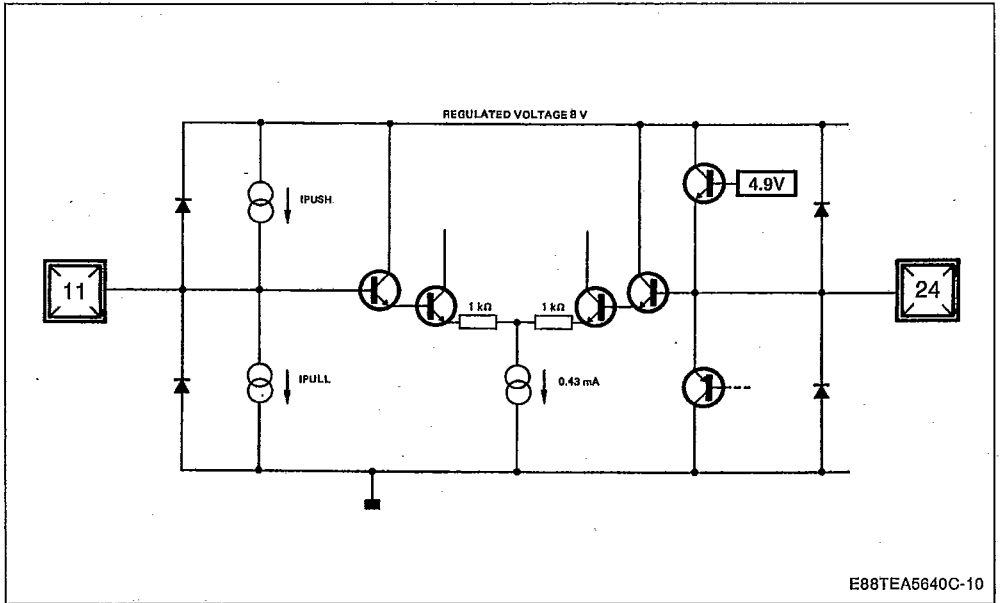 REGULATED VOLTAGE 8 V
4.9V
IPUSH
11
1 kΩ
1 kΩ
24
IPULL
0.43 mA
E88TEA5640C-10